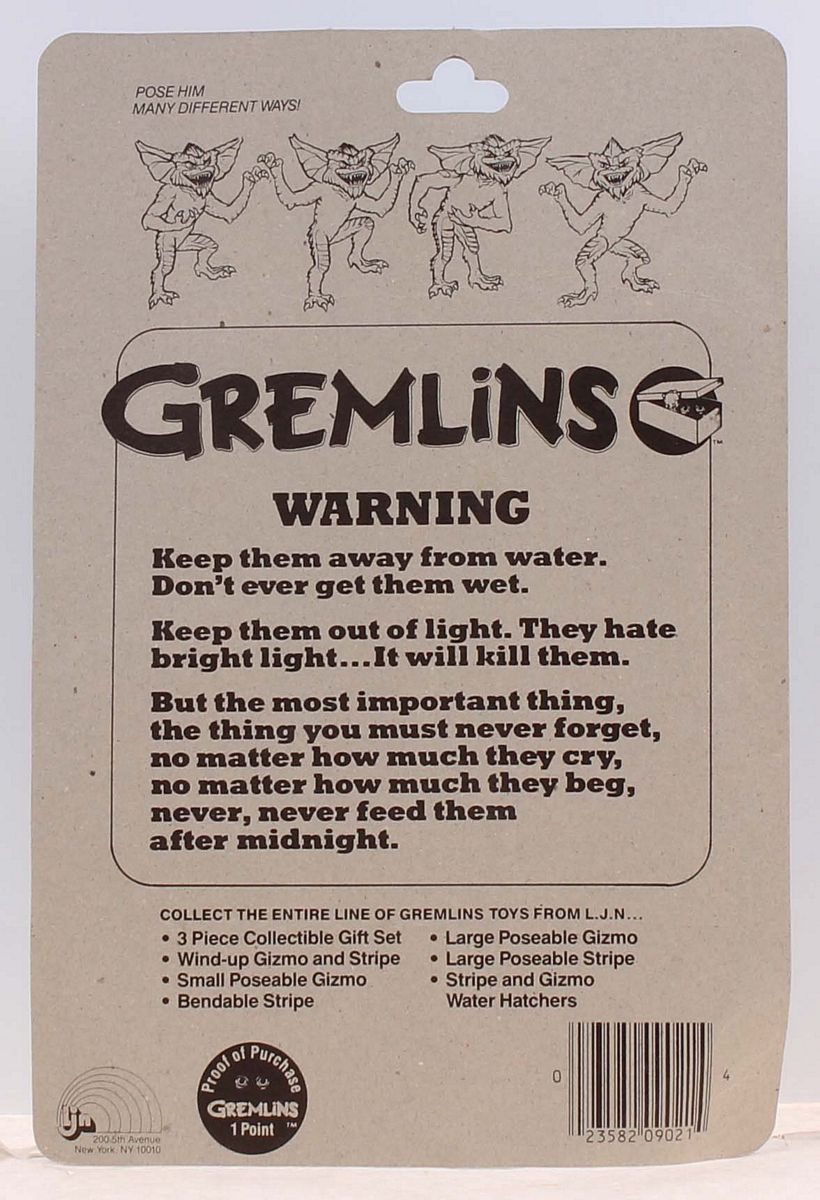 POSE HIM
MANY DIFFERENT WAYS!
GREMLiNS
TM
WARNING
Keep them away from water.
Don't ever get them wet.
Keep them out of light. They hate
bright light...It will kill them.
But the most important thing,
the thing you must never forget,
no matter how much they cry,
no matter how much they beg,
never, never feed them
after midnight.
COLLECT THE ENTIRE LINE OF GREMLINS TOYS FROM L.J.N...
• 3 Piece Collectible Gift Set
• Wind-up Gizmo and Stripe
• Small Poseable Gizmo
• Bendable Stripe
• Large Poseable Gizmo
• Large Poseable Stripe
• Stripe and Gizmo
Water Hatchers
ljn
200 5th Avenue
New York, NY 10010
Proof of Purchase
GREMLiNS
1 Point TM
0 23582 09021 4